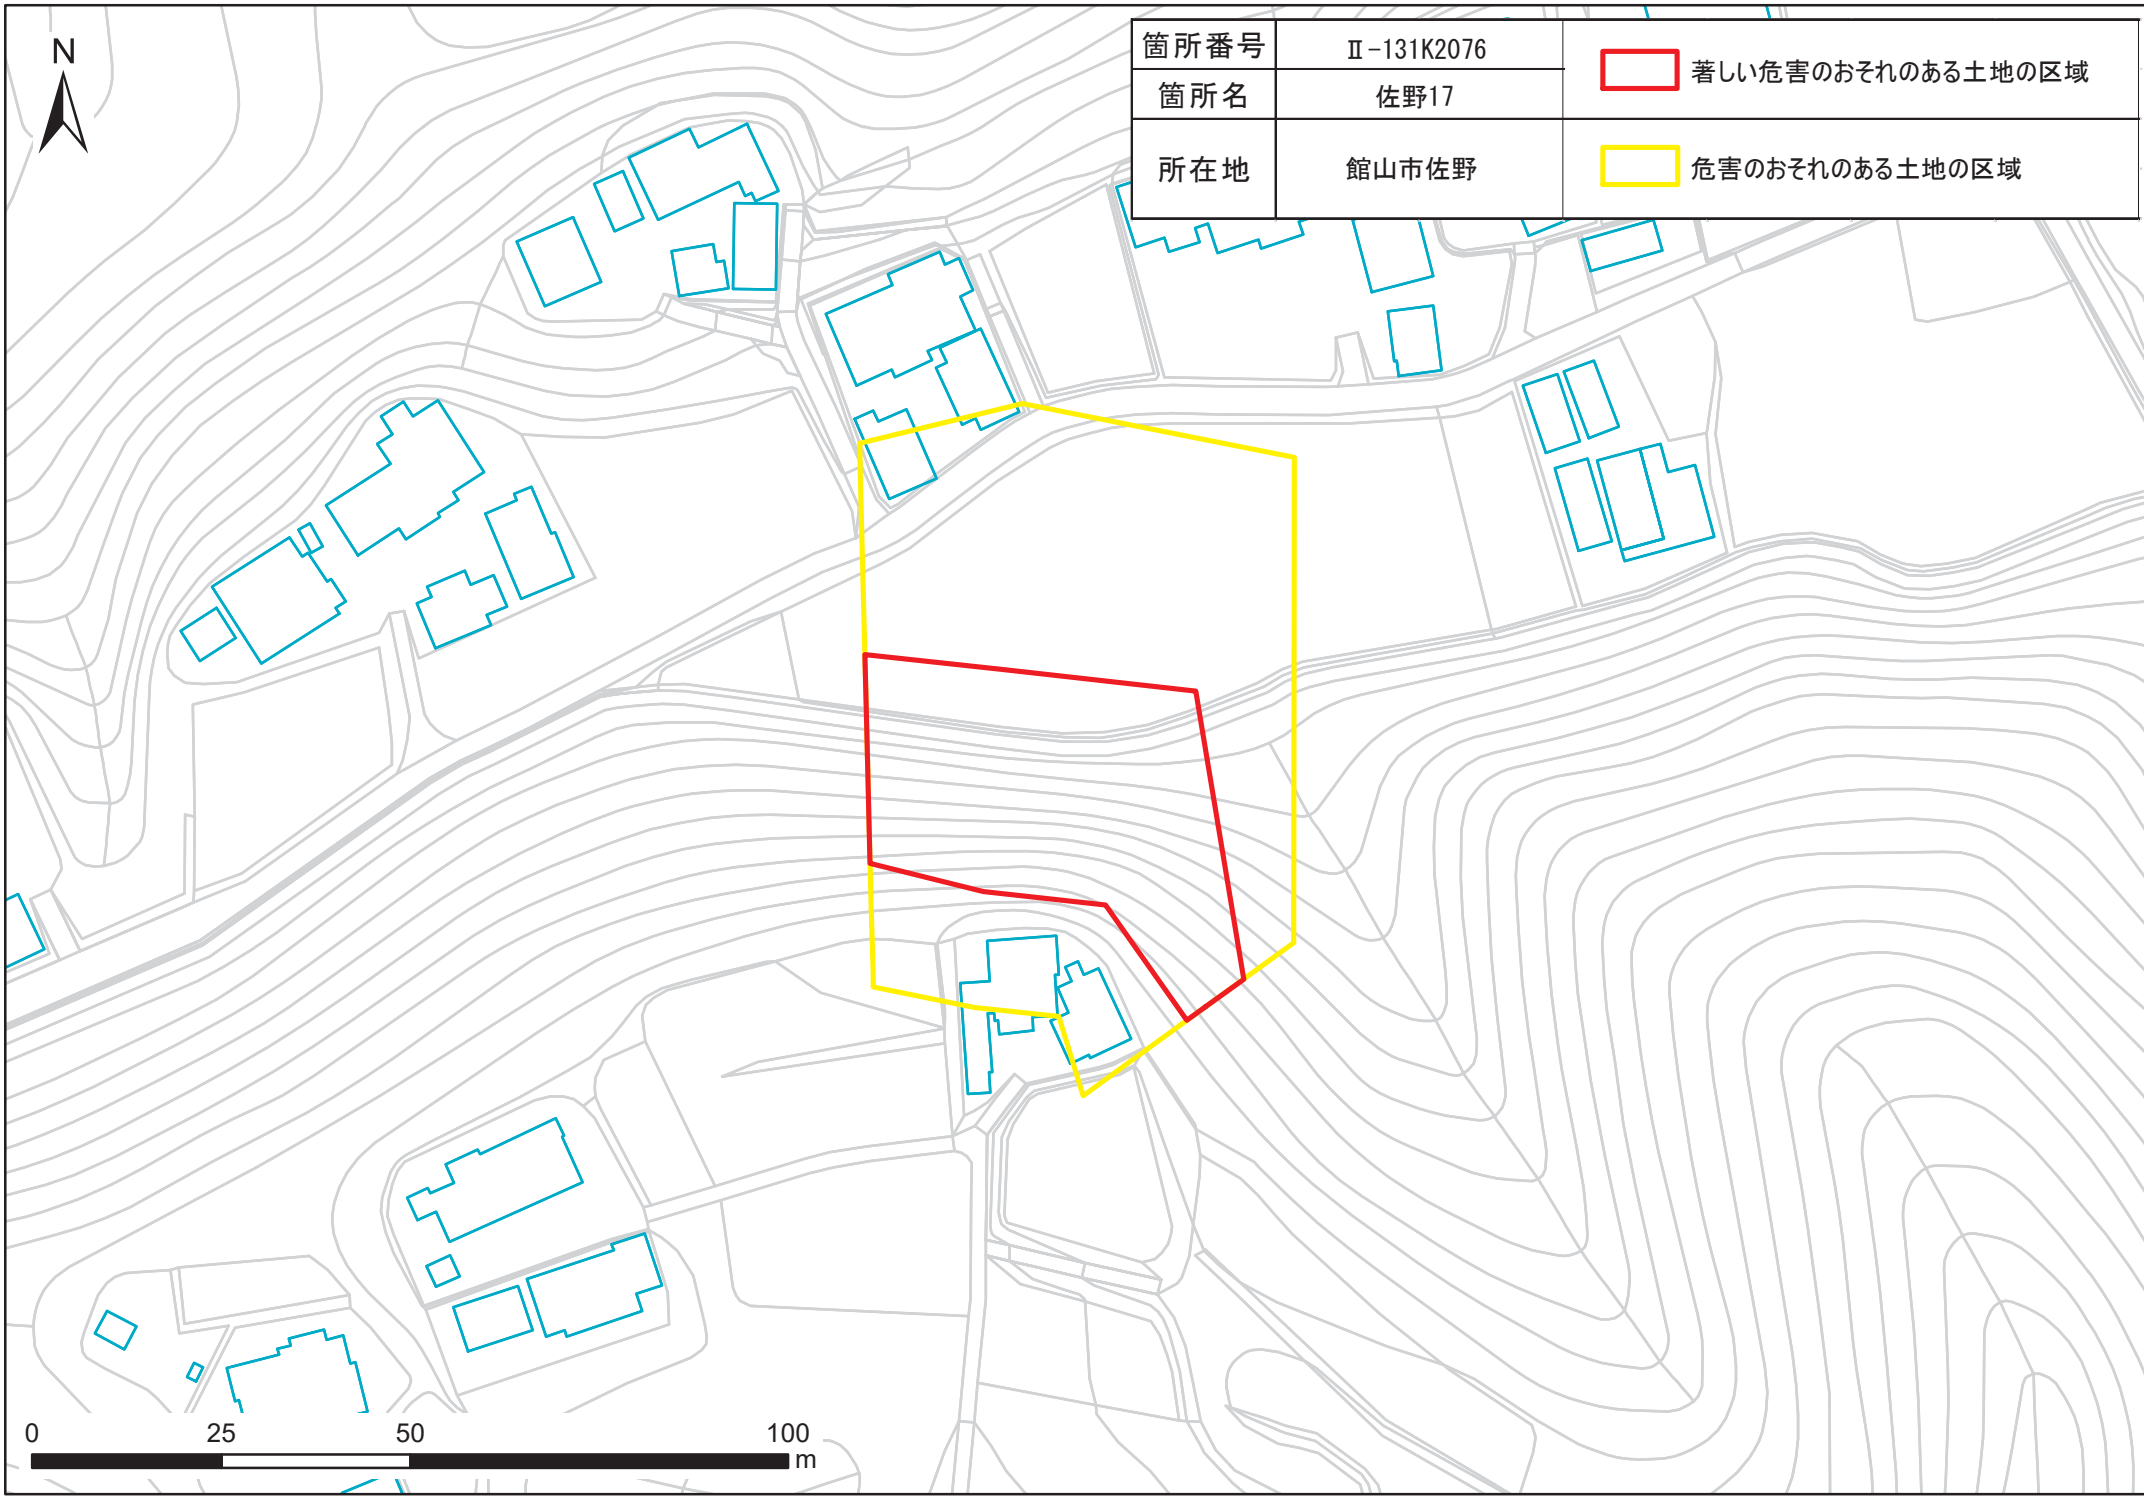 N
箇所番号 Ⅱ-131K2076
箇所名 佐野17
所在地 館山市佐野
著しい危害のおそれのある土地の区域
危害のおそれのある土地の区域
0 25 50 100
m